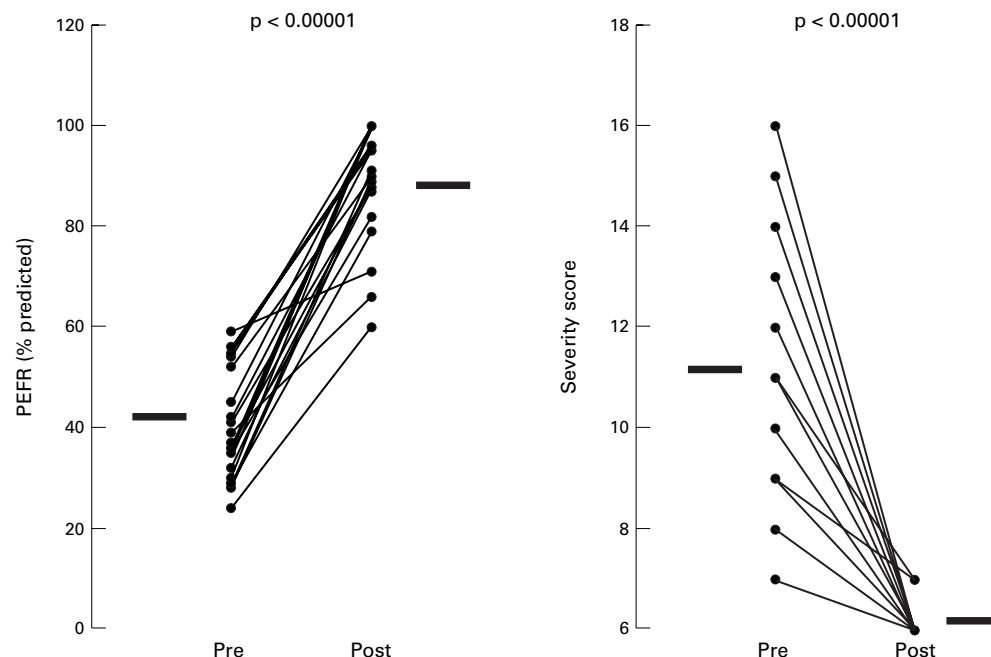 p < 0.00001
120
100
80
60
40
20
0
PEFR (% predicted)
Pre
Post
p < 0.00001
18
16
14
12
10
8
6
Severity score
Pre
Post